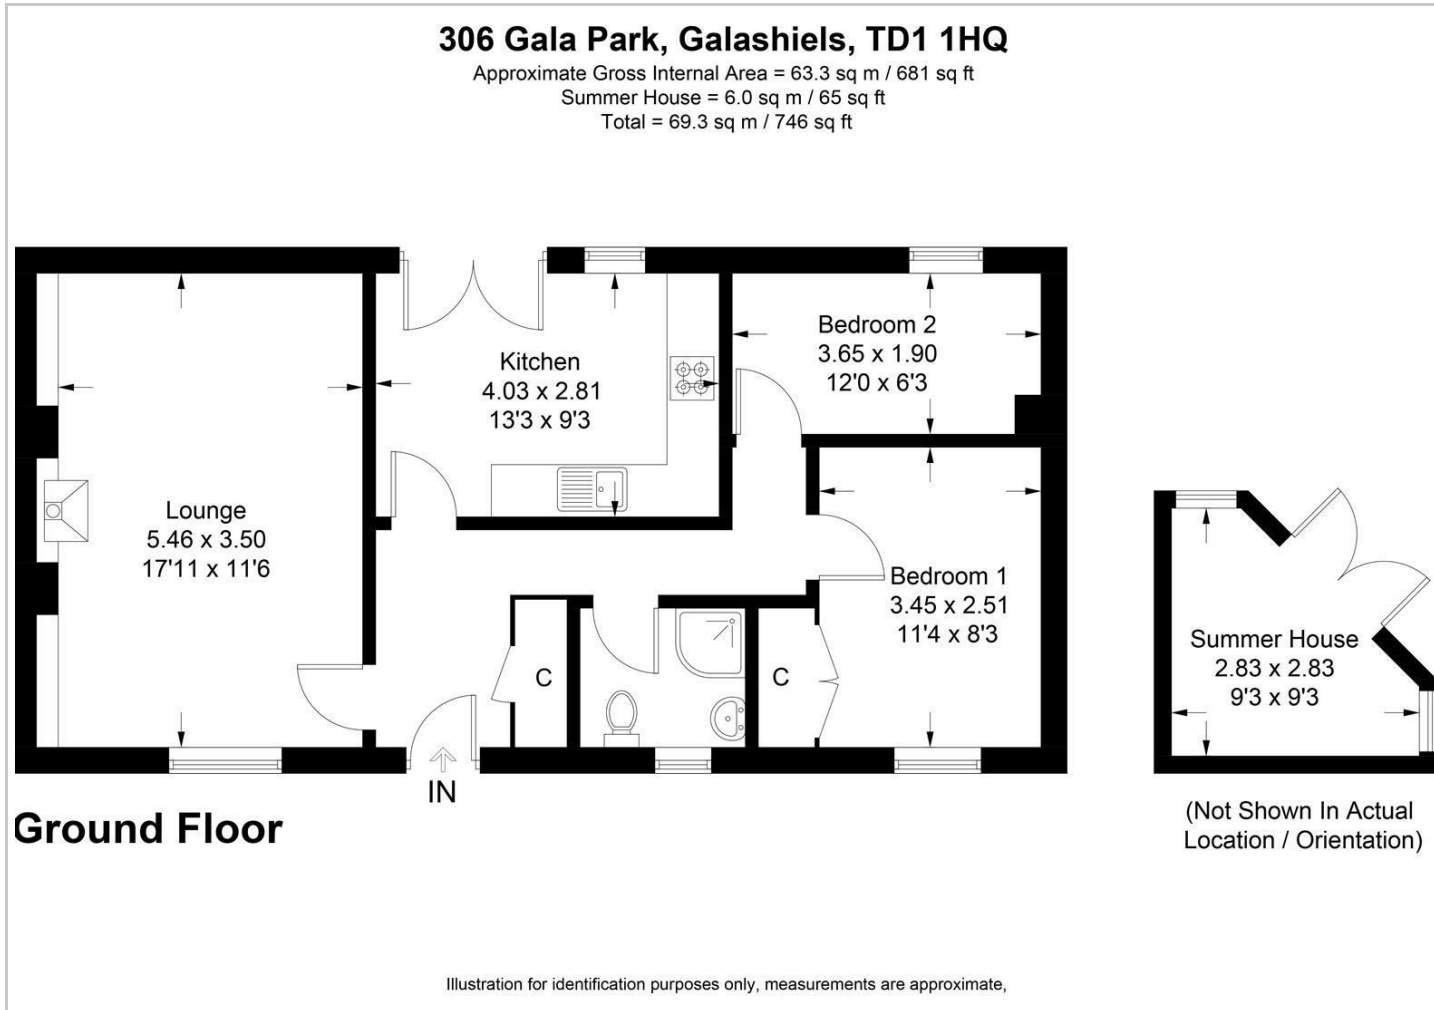 306 Gala Park, Galashiels, TD1 1HQ
Approximate Gross Internal Area = 63.3 sq m / 681 sq ft
Summer House = 6.0 sq m / 65 sq ft
Total = 69.3 sq m / 746 sq ft
Bedroom 2
3.65 x 1.90
12'0 x 6'3
Kitchen
4.03 x 2.81
13'3 x 9'3
Lounge
5.46 x 3.50
17'11 x 11'6
Bedroom 1
3.45 x 2.51
11'4 x 8'3
C
C
Summer House
2.83 x 2.83
9'3 x 9'3
IN
Ground Floor
(Not Shown In Actual
Location / Orientation)
Illustration for identification purposes only, measurements are approximate,